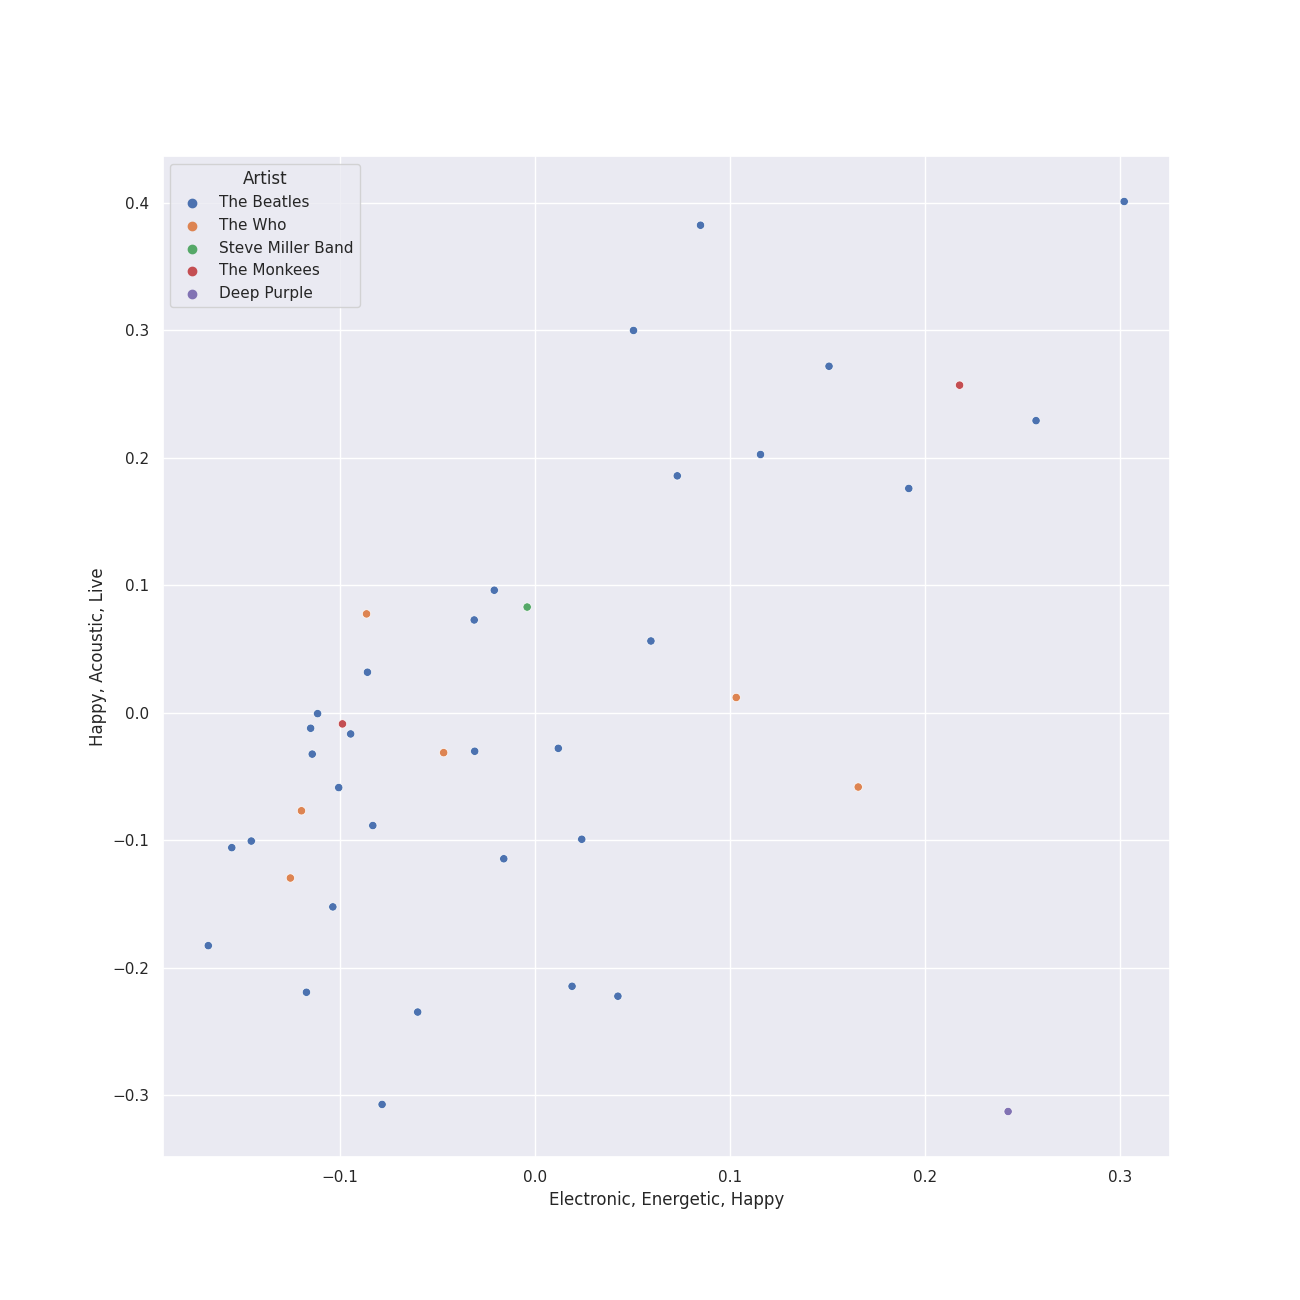 Artist
The Beatles
The Who
Steve Miller Band
The Monkees
Deep Purple
0.4
0.3
0.2
0.1
0.0
−0.1
−0.2
−0.3
Happy, Acoustic, Live
−0.1 0.0 0.1 0.2 0.3
Electronic, Energetic, Happy